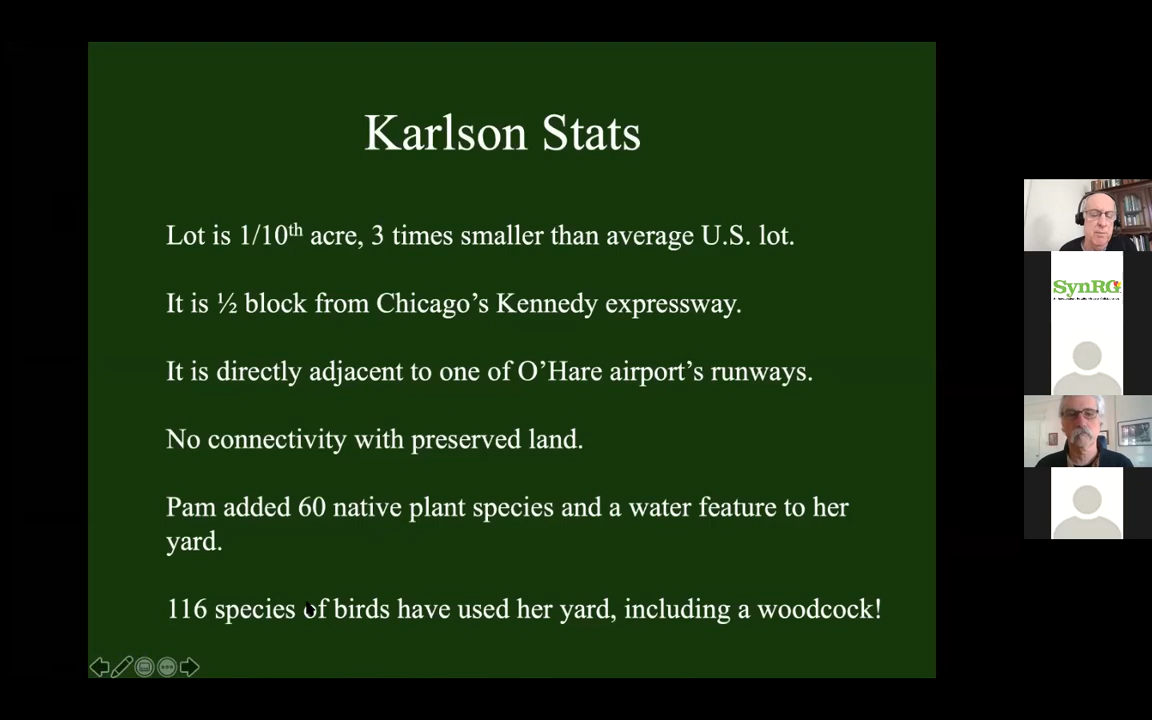 Karlson Stats
Lot is 1/10th acre, 3 times smaller than average U.S. lot.
It is ½ block from Chicago’s Kennedy expressway.
It is directly adjacent to one of O’Hare airport’s runways.
No connectivity with preserved land.
Pam added 60 native plant species and a water feature to her
yard.
116 species of birds have used her yard, including a woodcock!
SynRG